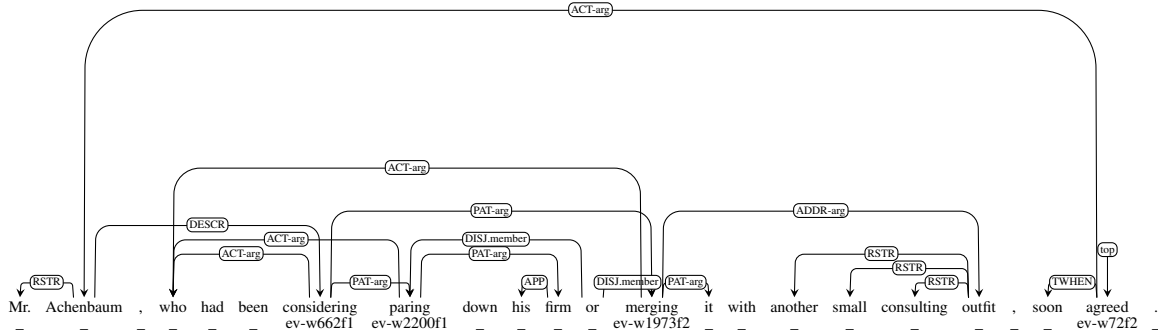 ACT-arg
ACT-arg
PAT-arg ADDR-arg
DESCR
ACT-arg DISJ.member
top
ACT-arg PAT-arg RSTR
RSTR
RSTR PAT-arg APP DISJ.member PAT-arg RSTR TWHEN
Mr. Achenbaum , who had been considering paring down his firm or merging it with another small consulting outfit , soon agreed .
_ _ _ _ _ _ ev-w662f1 ev-w2200f1 _ _ _ _ ev-w1973f2 _ _ _ _ _ _ _ _ ev-w72f2 _